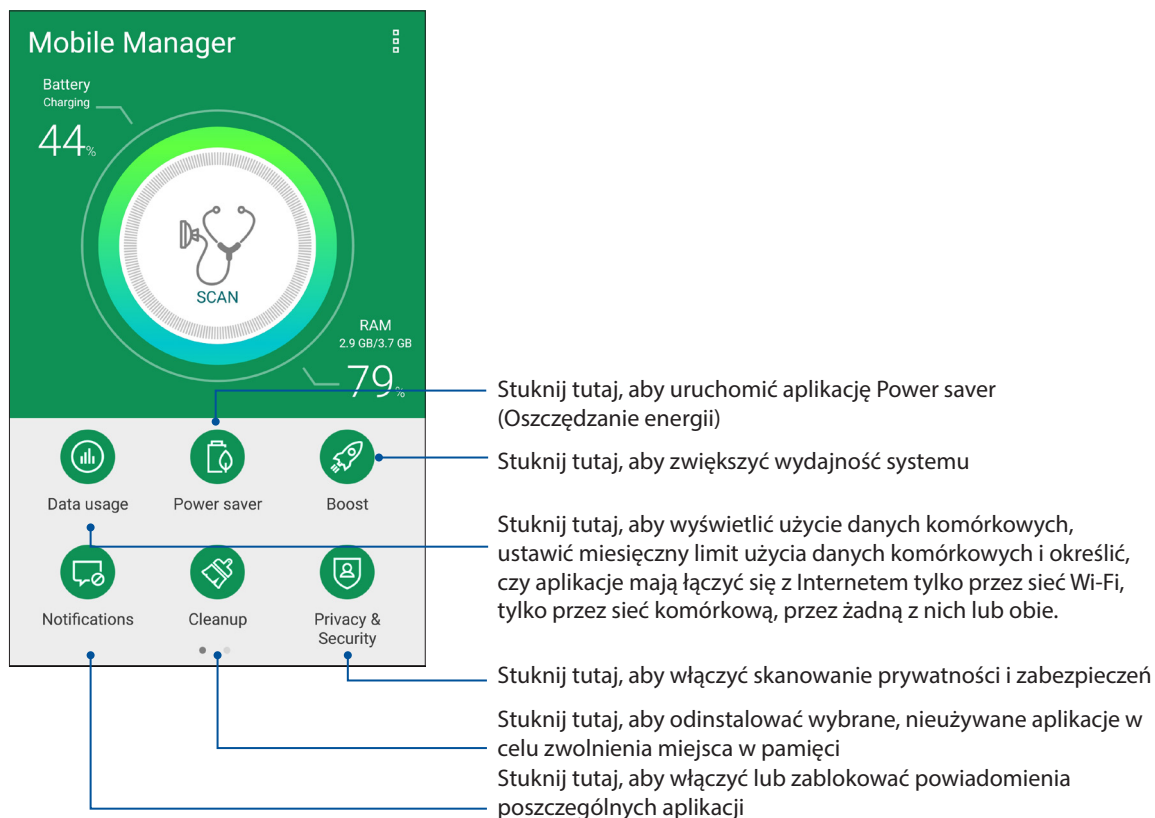 Mobile Manager
Battery
Charging
44%
SCAN
RAM
2.9 GB/3.7 GB
79%
Data usage
Power saver
Boost
Notifications
Cleanup
Privacy &
Security
Stuknij tutaj, aby uruchomić aplikację Power saver
(Oszczędzanie energii)
Stuknij tutaj, aby zwiększyć wydajność systemu
Stuknij tutaj, aby wyświetlić użycie danych komórkowych,
ustawić miesięczny limit użycia danych komórkowych i określić,
czy aplikacje mają łączyć się z Internetem tylko przez sieć Wi-Fi,
tylko przez sieć komórkową, przez żadną z nich lub obie.
Stuknij tutaj, aby włączyć skanowanie prywatności i zabezpieczeń
Stuknij tutaj, aby odinstalować wybrane, nieużywane aplikacje w
celu zwolnienia miejsca w pamięci
Stuknij tutaj, aby włączyć lub zablokować powiadomienia
poszczególnych aplikacji